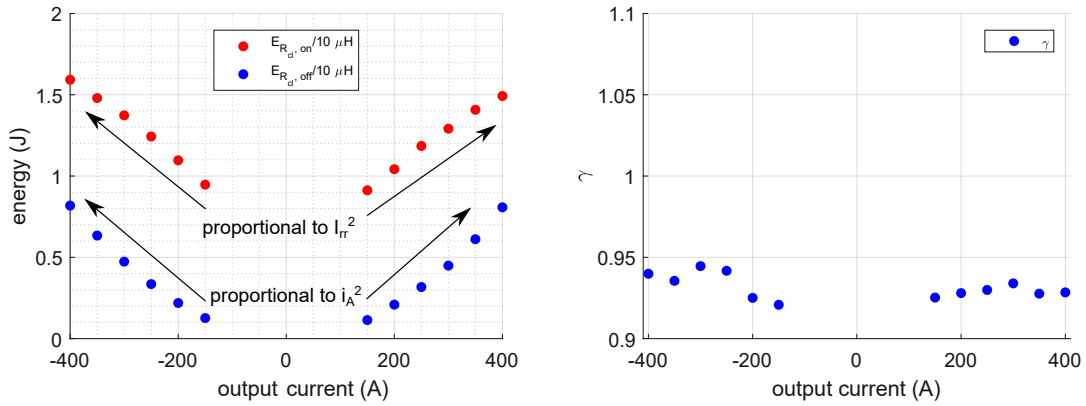 2
1.5
1
0.5
0
energy (J)
E_{R_{cl}, on}/10 μH
E_{R_{cl}, off}/10 μH
proportional to I_{rr}^2
proportional to i_A^2
-400 -200 0 200 400
output current (A)
1.1
1.05
1
0.95
0.9
γ
γ
-400 -200 0 200 400
output current (A)